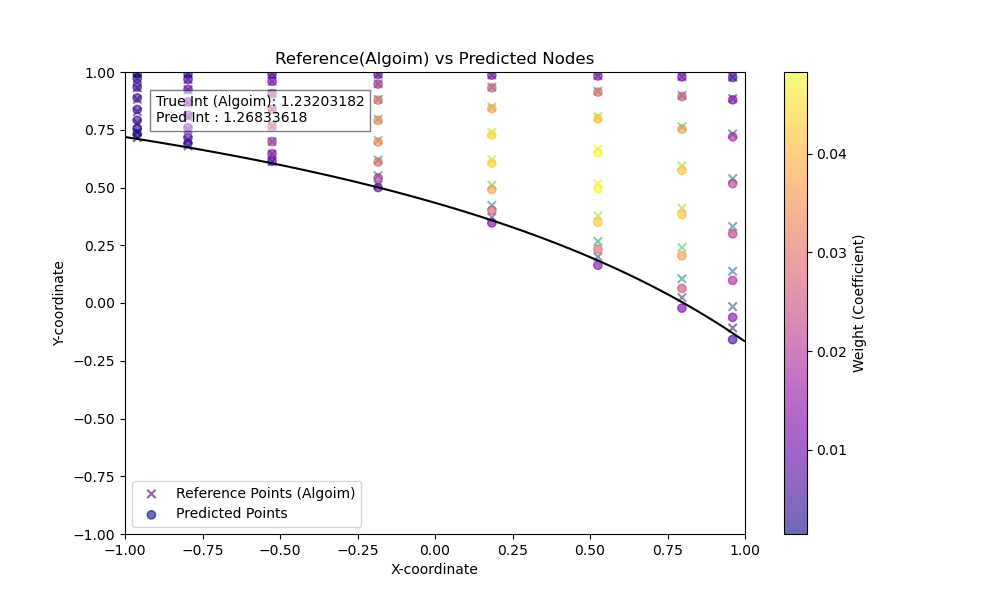 Reference(Algoim) vs Predicted Nodes
True Int (Algoim): 1.23203182
Pred Int : 1.26833618
1.00
0.75
0.50
0.25
0.00
−0.25
−0.50
−0.75
−1.00
Y-coordinate
Reference Points (Algoim)
Predicted Points
−1.00 −0.75 −0.50 −0.25 0.00 0.25 0.50 0.75 1.00
X-coordinate
0.04
0.03
0.02
0.01
Weight (Coefficient)